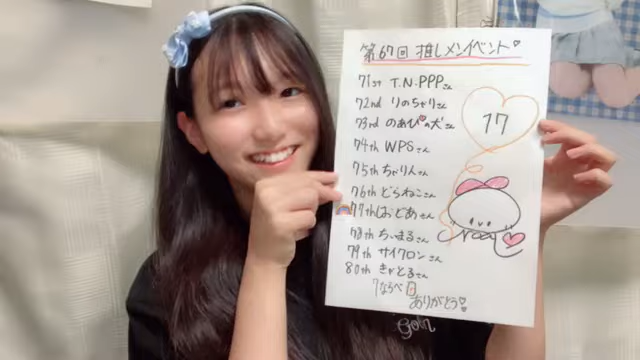 第67回 推しメンイベント♡
71st T.N-PPPさん
72nd りのちゃりさん
73rd のあぴの犬さん
74th WPSさん
75th ちゃりんさん
76th どらねこさん
77th おどあさん
78th ちーまるさん
79th サイクロンさん
80th きゃとるさん
17
Noa
7ならべ
ありがとう!